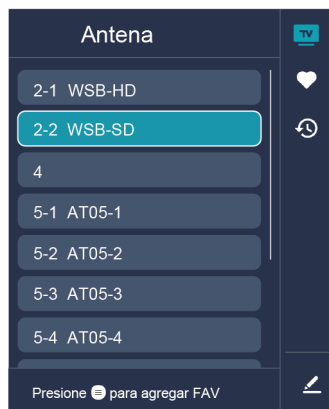 Antena
TV
2-1 WSB-HD
2-2 WSB-SD
4
5-1 AT05-1
5-2 AT05-2
5-3 AT05-3
5-4 AT05-4
Presione para agregar FAV